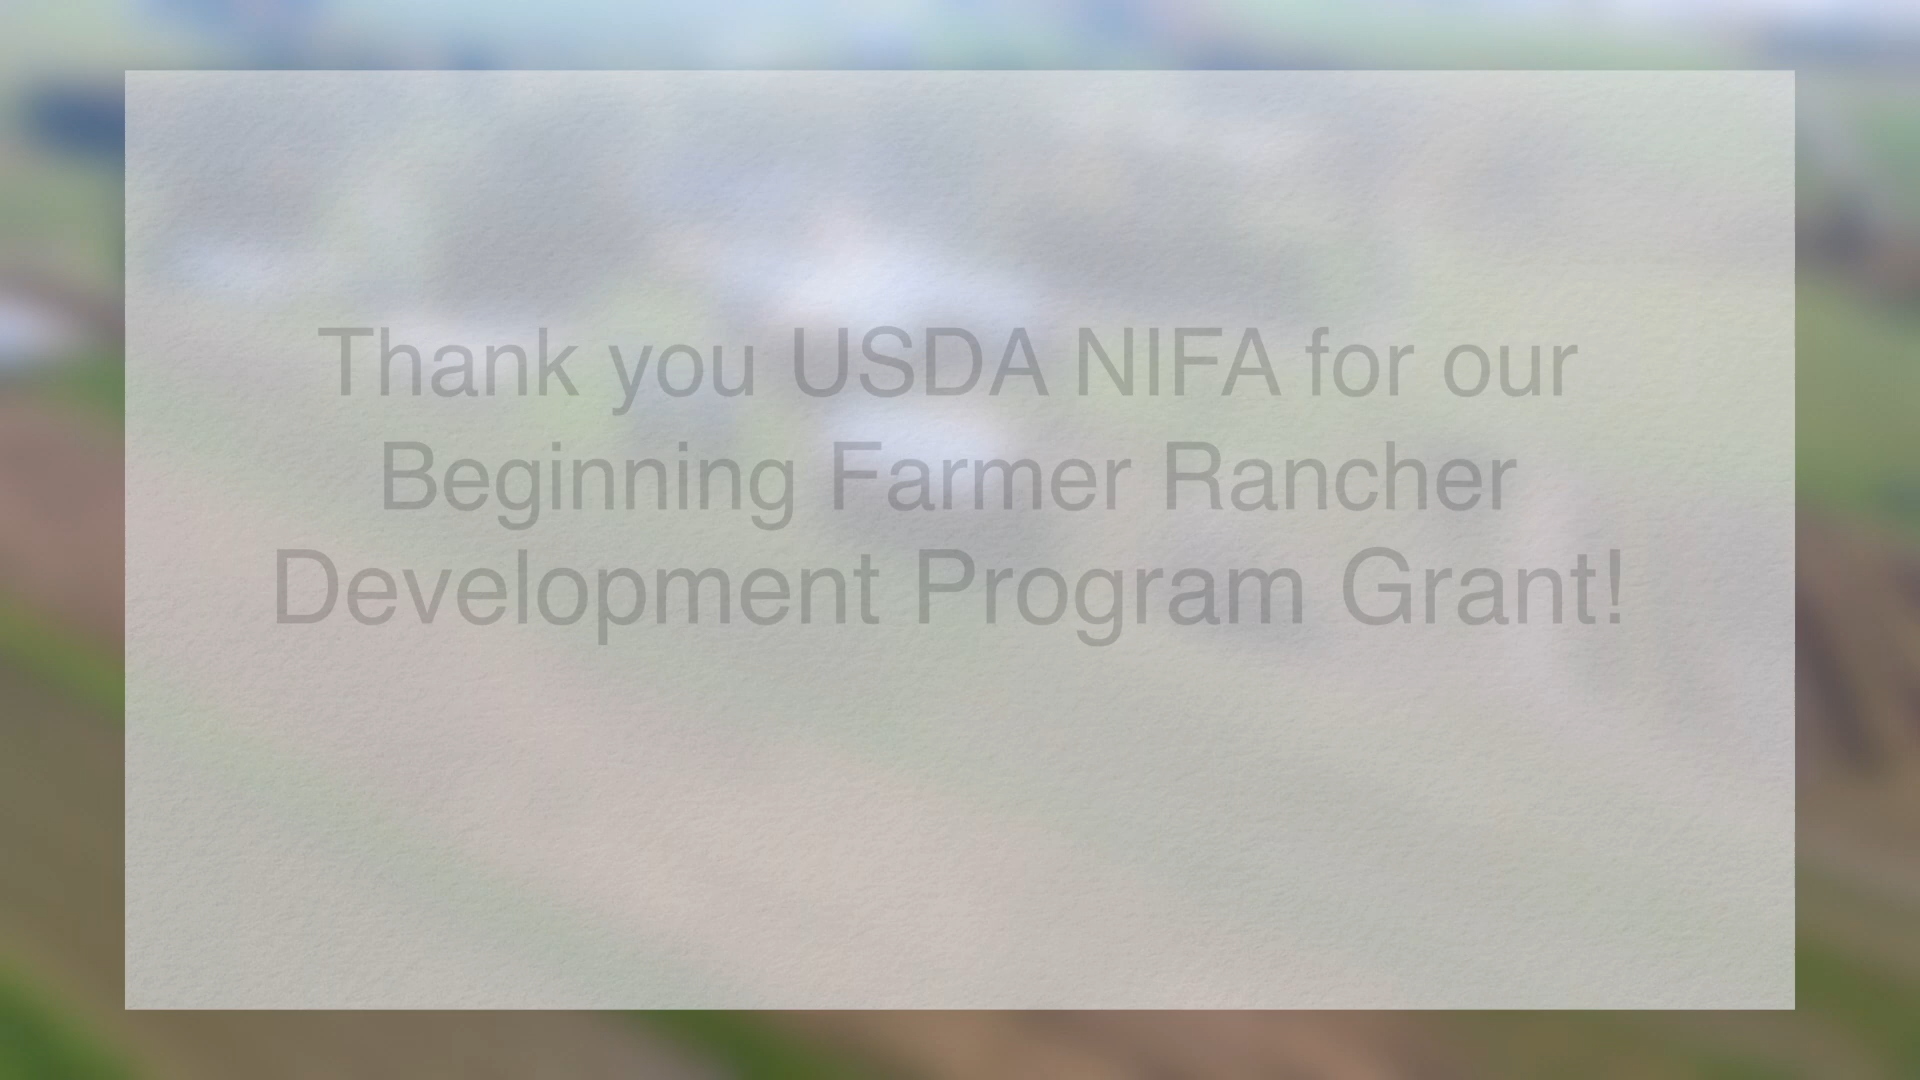 Thank you USDA NIFA for our
Beginning Farmer Rancher
Development Program Grant!